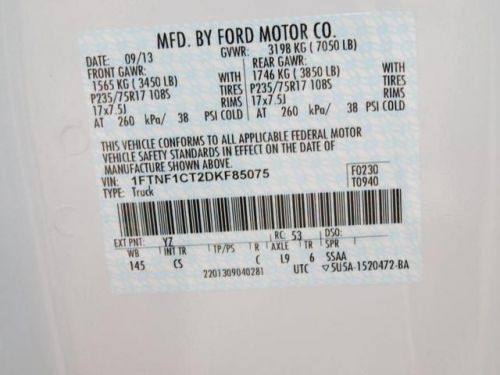 MFD. BY FORD MOTOR CO.
DATE: 09/13 GVWR: 3198 KG ( 7050 LB)
FRONT GAWR: REAR GAWR:
1565 KG ( 3450 LB) WITH 1746 KG ( 3850 LB) WITH
P235/75R17 108S TIRES P235/75R17 108S TIRES
17x7.5J RIMS 17x7.5J RIMS
AT 260 kPa/ 38 PSI COLD AT 260 kPa/ 38 PSI COLD
THIS VEHICLE CONFORMS TO ALL APPLICABLE FEDERAL MOTOR
VEHICLE SAFETY STANDARDS IN EFFECT ON THE DATE OF
MANUFACTURE SHOWN ABOVE.
VIN: 1FTNF1CT2DKF85075 F0230
TYPE: Truck T0940
EXT PNT: YZ RC: 53 DSO:
WB INT TR TP/PS R AXLE TR SPR
145 CS C L9 6 SSAA
2201309040281 UTC 5U5A-1520472-BA